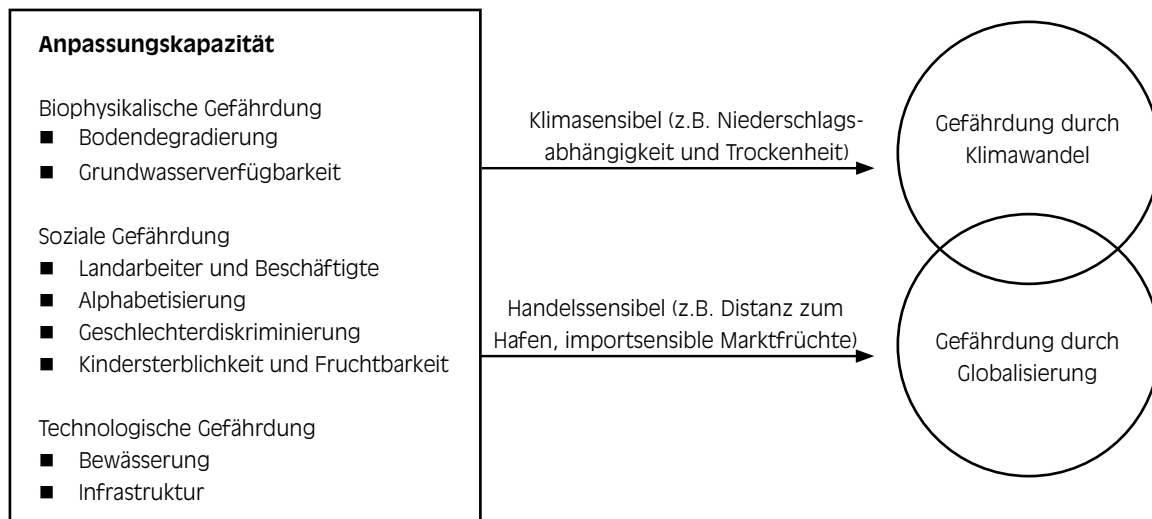 Anpassungskapazität
Biophysikalische Gefährdung
■ Bodendegradierung
■ Grundwasserverfügbarkeit
Soziale Gefährdung
■ Landarbeiter und Beschäftigte
■ Alphabetisierung
■ Geschlechterdiskriminierung
■ Kindersterblichkeit und Fruchtbarkeit
Technologische Gefährdung
■ Bewässerung
■ Infrastruktur
Klimasensibel (z.B. Niederschlags-
abhängigkeit und Trockenheit)
Handelssensibel (z.B. Distanz zum
Hafen, importsensible Marktfrüchte)
Gefährdung durch
Klimawandel
Gefährdung durch
Globalisierung